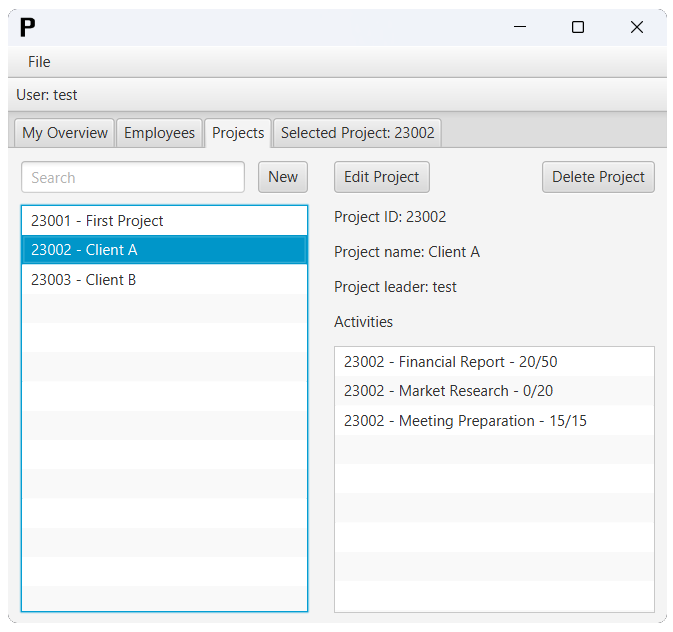 P
File
User: test
My Overview Employees Projects Selected Project: 23002
Search New Edit Project Delete Project
23001 - First Project
23002 - Client A
23003 - Client B
Project ID: 23002
Project name: Client A
Project leader: test
Activities
23002 - Financial Report - 20/50
23002 - Market Research - 0/20
23002 - Meeting Preparation - 15/15